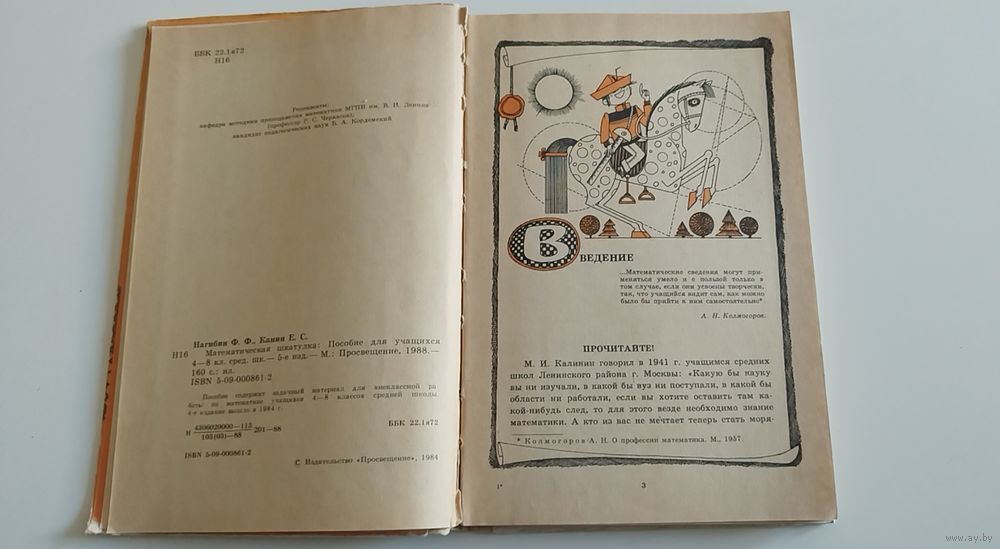 ББК 22.1я72
Н16
Рецензенты:
кафедра методики преподавания математики МГПИ им. В. И. Ленина
(профессор Р. С. Черкасов);
кандидат педагогических наук Б. А. Кордемский
Нагибин Ф. Ф., Канин Е. С.
Н16 Математическая шкатулка: Пособие для учащихся
4—8 кл. сред. шк.— 5-е изд.— М.: Просвещение, 1988.—
160 с.: ил.
ISBN 5-09-000861-2
Пособие содержит задачный материал для внеклассной ра-
боты по математике учащихся 4—8 классов средней школы.
4-е издание вышло в 1984 г.
Н 4306020000—115
103(03)—88 291—88
ББК 22.1я72
ISBN 5-09-000861-2
© Издательство «Просвещение», 1984
ВВЕДЕНИЕ
...Математические сведения могут при-
меняться умело и с пользой только в
том случае, если они усвоены творчески,
так, что учащийся видит сам, как можно
было бы прийти к ним самостоятельно*.
А. Н. Колмогоров.
ПРОЧИТАЙТЕ!
М. И. Калинин говорил в 1941 г. учащимся средних
школ Ленинского района г. Москвы: «Какую бы науку
вы ни изучали, в какой бы вуз ни поступали, в какой бы
области ни работали, если вы хотите оставить там ка-
кой-нибудь след, то для этого везде необходимо знание
математики. А кто из вас не мечтает теперь стать моря-
* Колмогоров А. Н. О профессии математика. М., 1957.
1*
3
www.ay.by